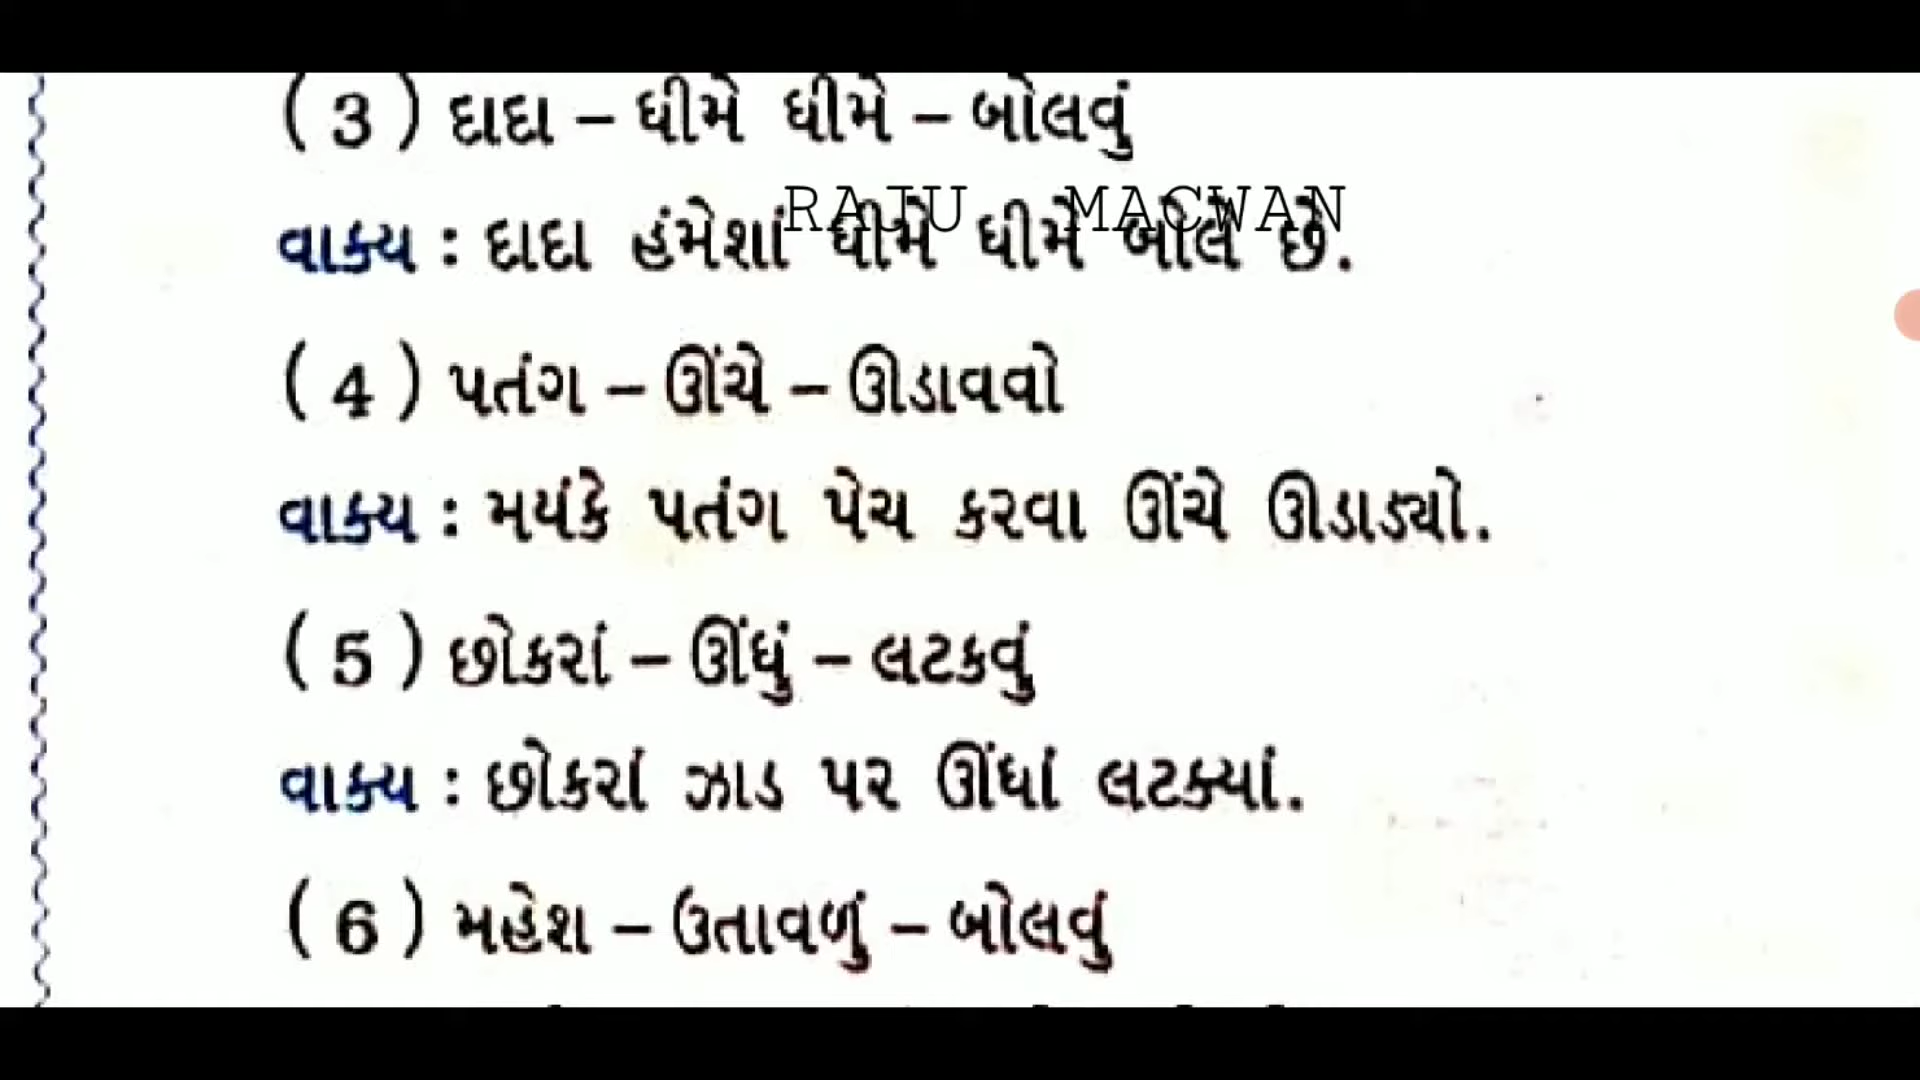 (3) દાદા – ધીમે ધીમે – બોલવું
RAJU MACWAN
વાક્ય : દાદા હંમેશાં ધીમે ધીમે બોલે છે.
(4) પતંગ – ઊંચે – ઊડાવવો
વાક્ય : મયંકે પતંગ પેચ કરવા ઊંચે ઊડાડ્યો.
(5) છોકરાં – ઊંધું – લટકવું
વાક્ય : છોકરાં ઝાડ પર ઊંધાં લટક્યાં.
(6) મહેશ – ઉતાવળું – બોલવું